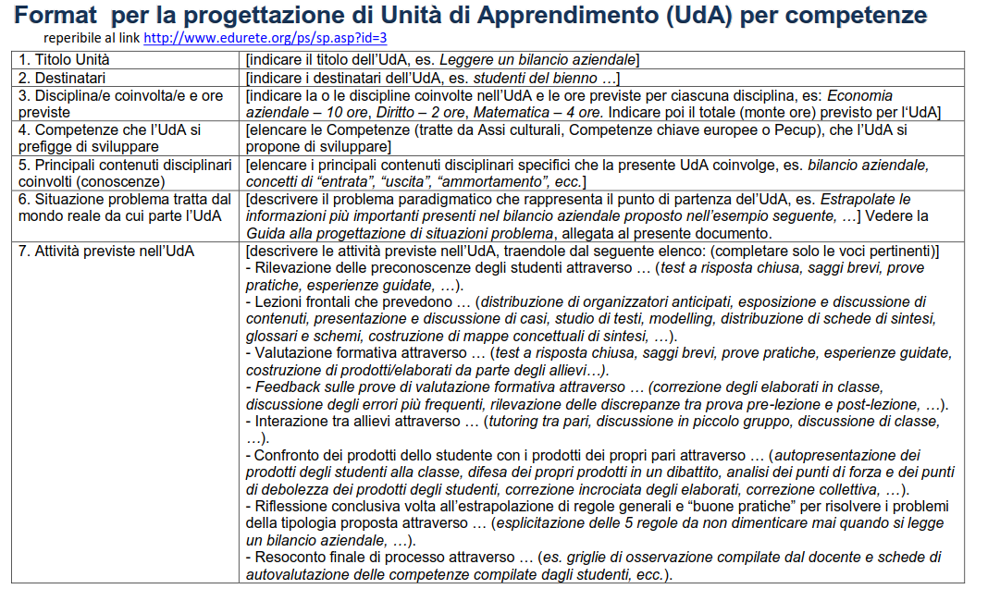 Format per la progettazione di Unità di Apprendimento (UdA) per competenze
reperibile al link http://www.edurete.org/ps/sp.asp?id=3
1. Titolo Unità
[indicare il titolo dell'UdA, es. Leggere un bilancio aziendale]
2. Destinatari
[indicare i destinatari dell'UdA, es. studenti del bienno …]
3. Disciplina/e coinvolta/e e ore
previste
[indicare la o le discipline coinvolte nell'UdA e le ore previste per ciascuna disciplina, es: Economia
aziendale – 10 ore, Diritto – 2 ore, Matematica – 4 ore. Indicare poi il totale (monte ore) previsto per l'UdA]
4. Competenze che l'UdA si
prefigge di sviluppare
[elencare le Competenze (tratte da Assi culturali, Competenze chiave europee o Pecup), che l'UdA si
propone di sviluppare]
5. Principali contenuti disciplinari
coinvolti (conoscenze)
[elencare i principali contenuti disciplinari specifici che la presente UdA coinvolge, es. bilancio aziendale,
concetti di “entrata”, “uscita”, “ammortamento”, ecc.]
6. Situazione problema tratta dal
mondo reale da cui parte l'UdA
[descrivere il problema paradigmatico che rappresenta il punto di partenza del'UdA, es. Estrapolate le
informazioni più importanti presenti nel bilancio aziendale proposto nell'esempio seguente, …] Vedere la
Guida alla progettazione di situazioni problema, allegata al presente documento.
7. Attività previste nell'UdA
[descrivere le attività previste nell'UdA, traendole dal seguente elenco: (completare solo le voci pertinenti)]
- Rilevazione delle preconoscenze degli studenti attraverso … (test a risposta chiusa, saggi brevi, prove
pratiche, esperienze guidate, …).
- Lezioni frontali che prevedono … (distribuzione di organizzatori anticipati, esposizione e discussione di
contenuti, presentazione e discussione di casi, studio di testi, modelling, distribuzione di schede di sintesi,
glossari e schemi, costruzione di mappe concettuali di sintesi, …).
- Valutazione formativa attraverso … (test a risposta chiusa, saggi brevi, prove pratiche, esperienze guidate,
costruzione di prodotti/elaborati da parte degli allievi…).
- Feedback sulle prove di valutazione formativa attraverso … (correzione degli elaborati in classe,
discussione degli errori più frequenti, rilevazione delle discrepanze tra prova pre-lezione e post-lezione, …).
- Interazione tra allievi attraverso … (tutoring tra pari, discussione in piccolo gruppo, discussione di classe,
…).
- Confronto dei prodotti dello studente con i prodotti dei propri pari attraverso … (autopresentazione dei
prodotti degli studenti alla classe, difesa dei propri prodotti in un dibattito, analisi dei punti di forza e dei punti
di debolezza dei prodotti degli studenti, correzione incrociata degli elaborati, correzione collettiva, …).
- Riflessione conclusiva volta all'estrapolazione di regole generali e “buone pratiche” per risolvere i problemi
della tipologia proposta attraverso … (esplicitazione delle 5 regole da non dimenticare mai quando si legge
un bilancio aziendale, …).
- Resoconto finale di processo attraverso … (es. griglie di osservazione compilate dal docente e schede di
autovalutazione delle competenze compilate dagli studenti, ecc.).